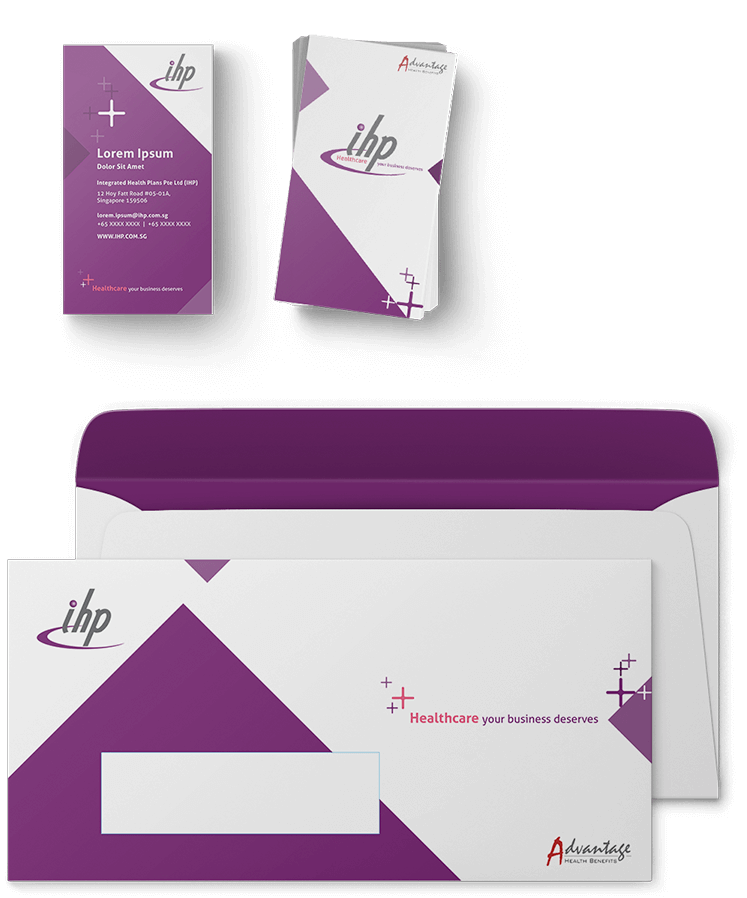 ihp
Lorem Ipsum
Dolor Sit Amet
Integrated Health Plans Pte Ltd (IHP)
12 Hoy Fatt Road #05-01A,
Singapore 159506
lorem.ipsum@ihp.com.sg
+65 XXXX XXXX | +65 XXXX XXXX
WWW.IHP.COM.SG
Healthcare your business deserves
Advantage
HEALTH BENEFITS
ihp
Healthcare your business deserves
ihp
Healthcare your business deserves
Advantage
HEALTH BENEFITS